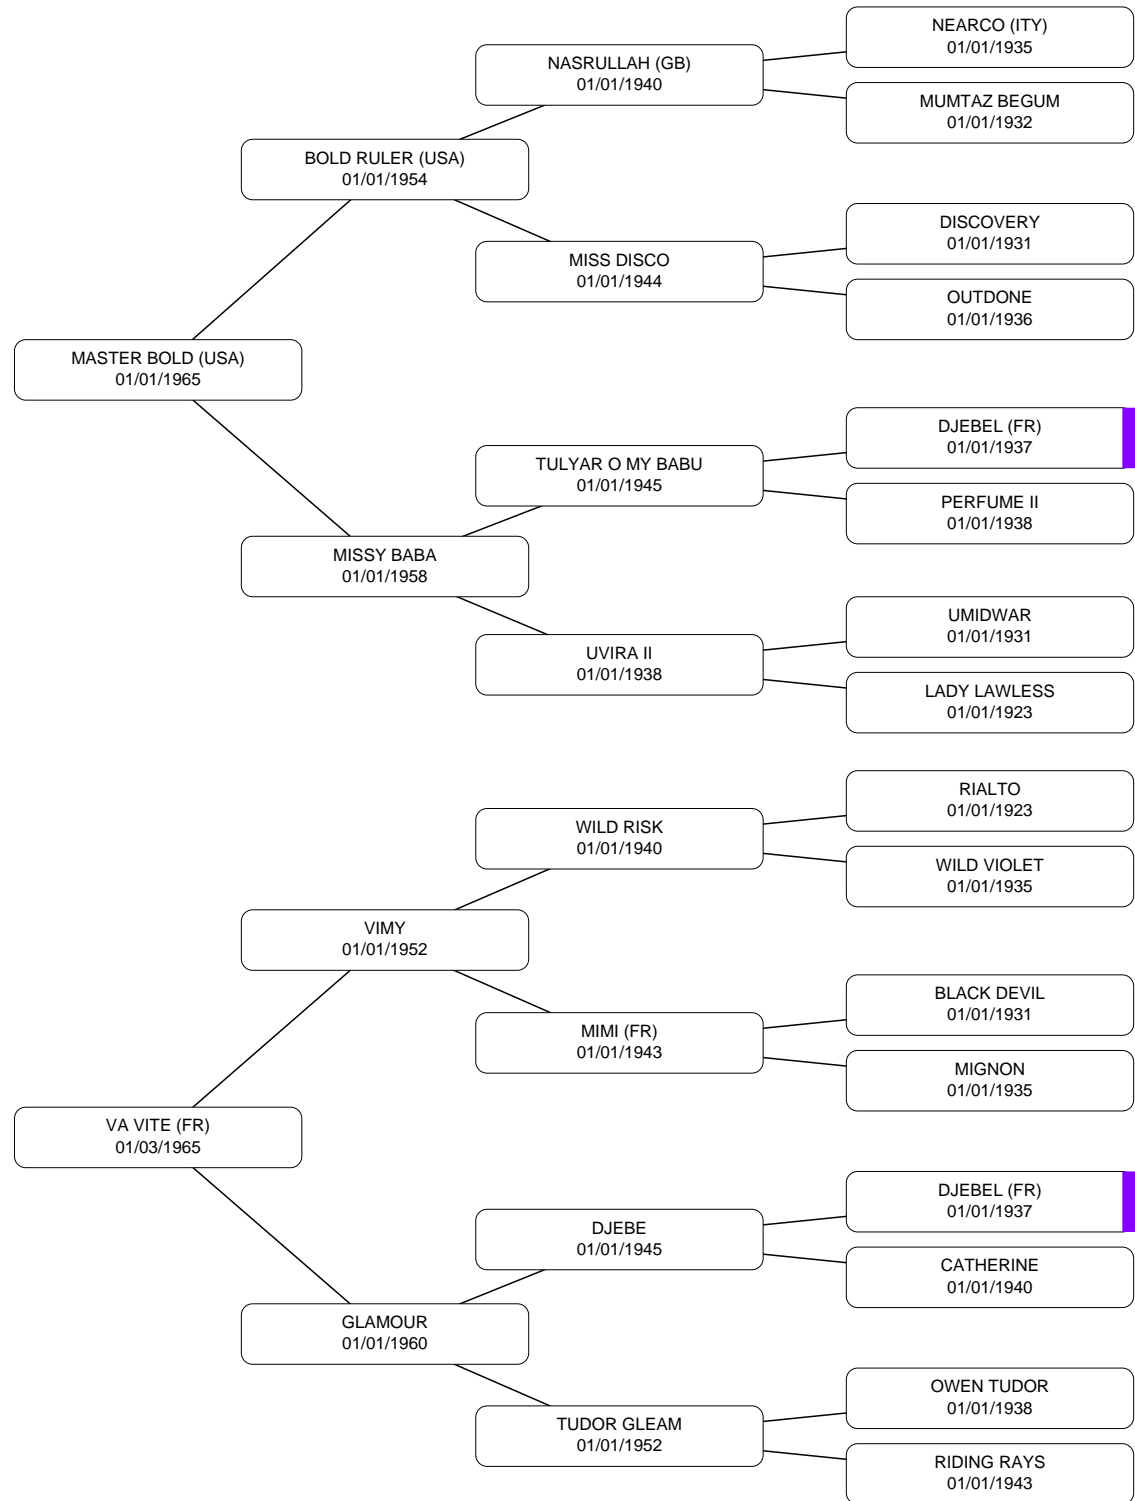 NEARCO (ITY)
01/01/1935
NASRULLAH (GB)
01/01/1940
MUMTAZ BEGUM
01/01/1932
BOLD RULER (USA)
01/01/1954
DISCOVERY
01/01/1931
MISS DISCO
01/01/1944
OUTDONE
01/01/1936
MASTER BOLD (USA)
01/01/1965
DJEBEL (FR)
01/01/1937
TULYAR O MY BABU
01/01/1945
PERFUME II
01/01/1938
MISSY BABA
01/01/1958
UMIDWAR
01/01/1931
UVIRA II
01/01/1938
LADY LAWLESS
01/01/1923
RIALTO
01/01/1923
WILD RISK
01/01/1940
WILD VIOLET
01/01/1935
VIMY
01/01/1952
BLACK DEVIL
01/01/1931
MIMI (FR)
01/01/1943
MIGNON
01/01/1935
VA VITE (FR)
01/03/1965
DJEBEL (FR)
01/01/1937
DJEBE
01/01/1945
CATHERINE
01/01/1940
GLAMOUR
01/01/1960
OWEN TUDOR
01/01/1938
TUDOR GLEAM
01/01/1952
RIDING RAYS
01/01/1943